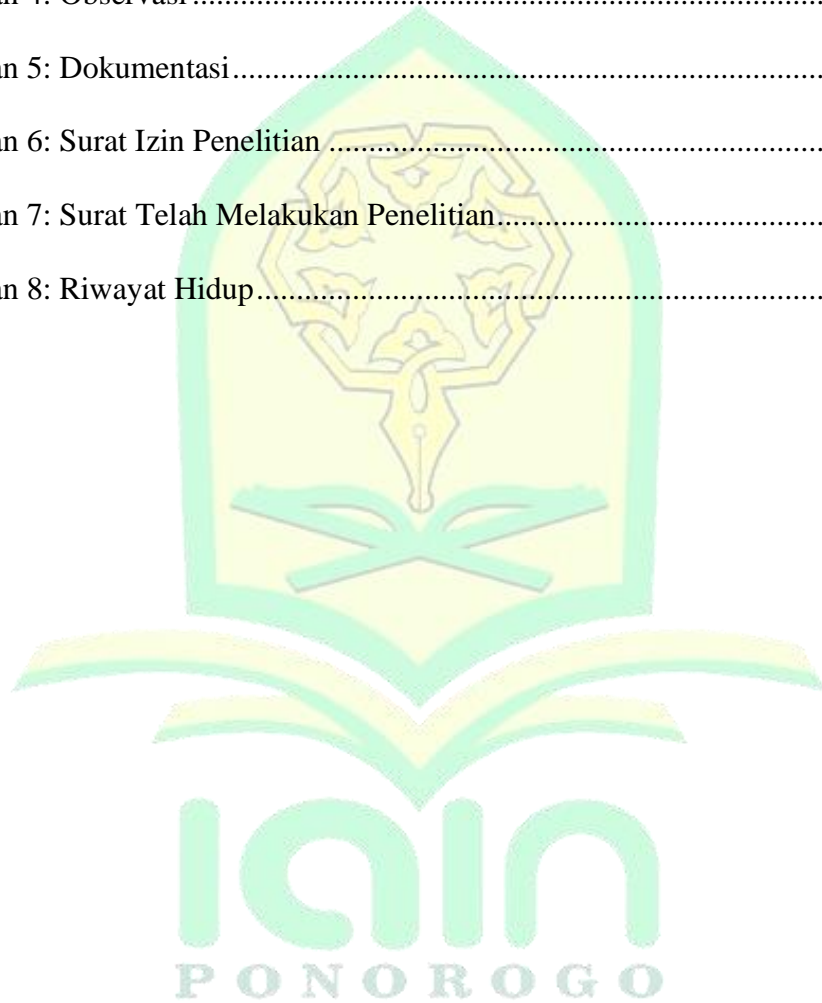 an 4: Observasi
an 5: Dokumentasi
an 6: Surat Izin Penelitian
an 7: Surat Telah Melakukan Penelitian
an 8: Riwayat Hidup
iain
PONOROGO